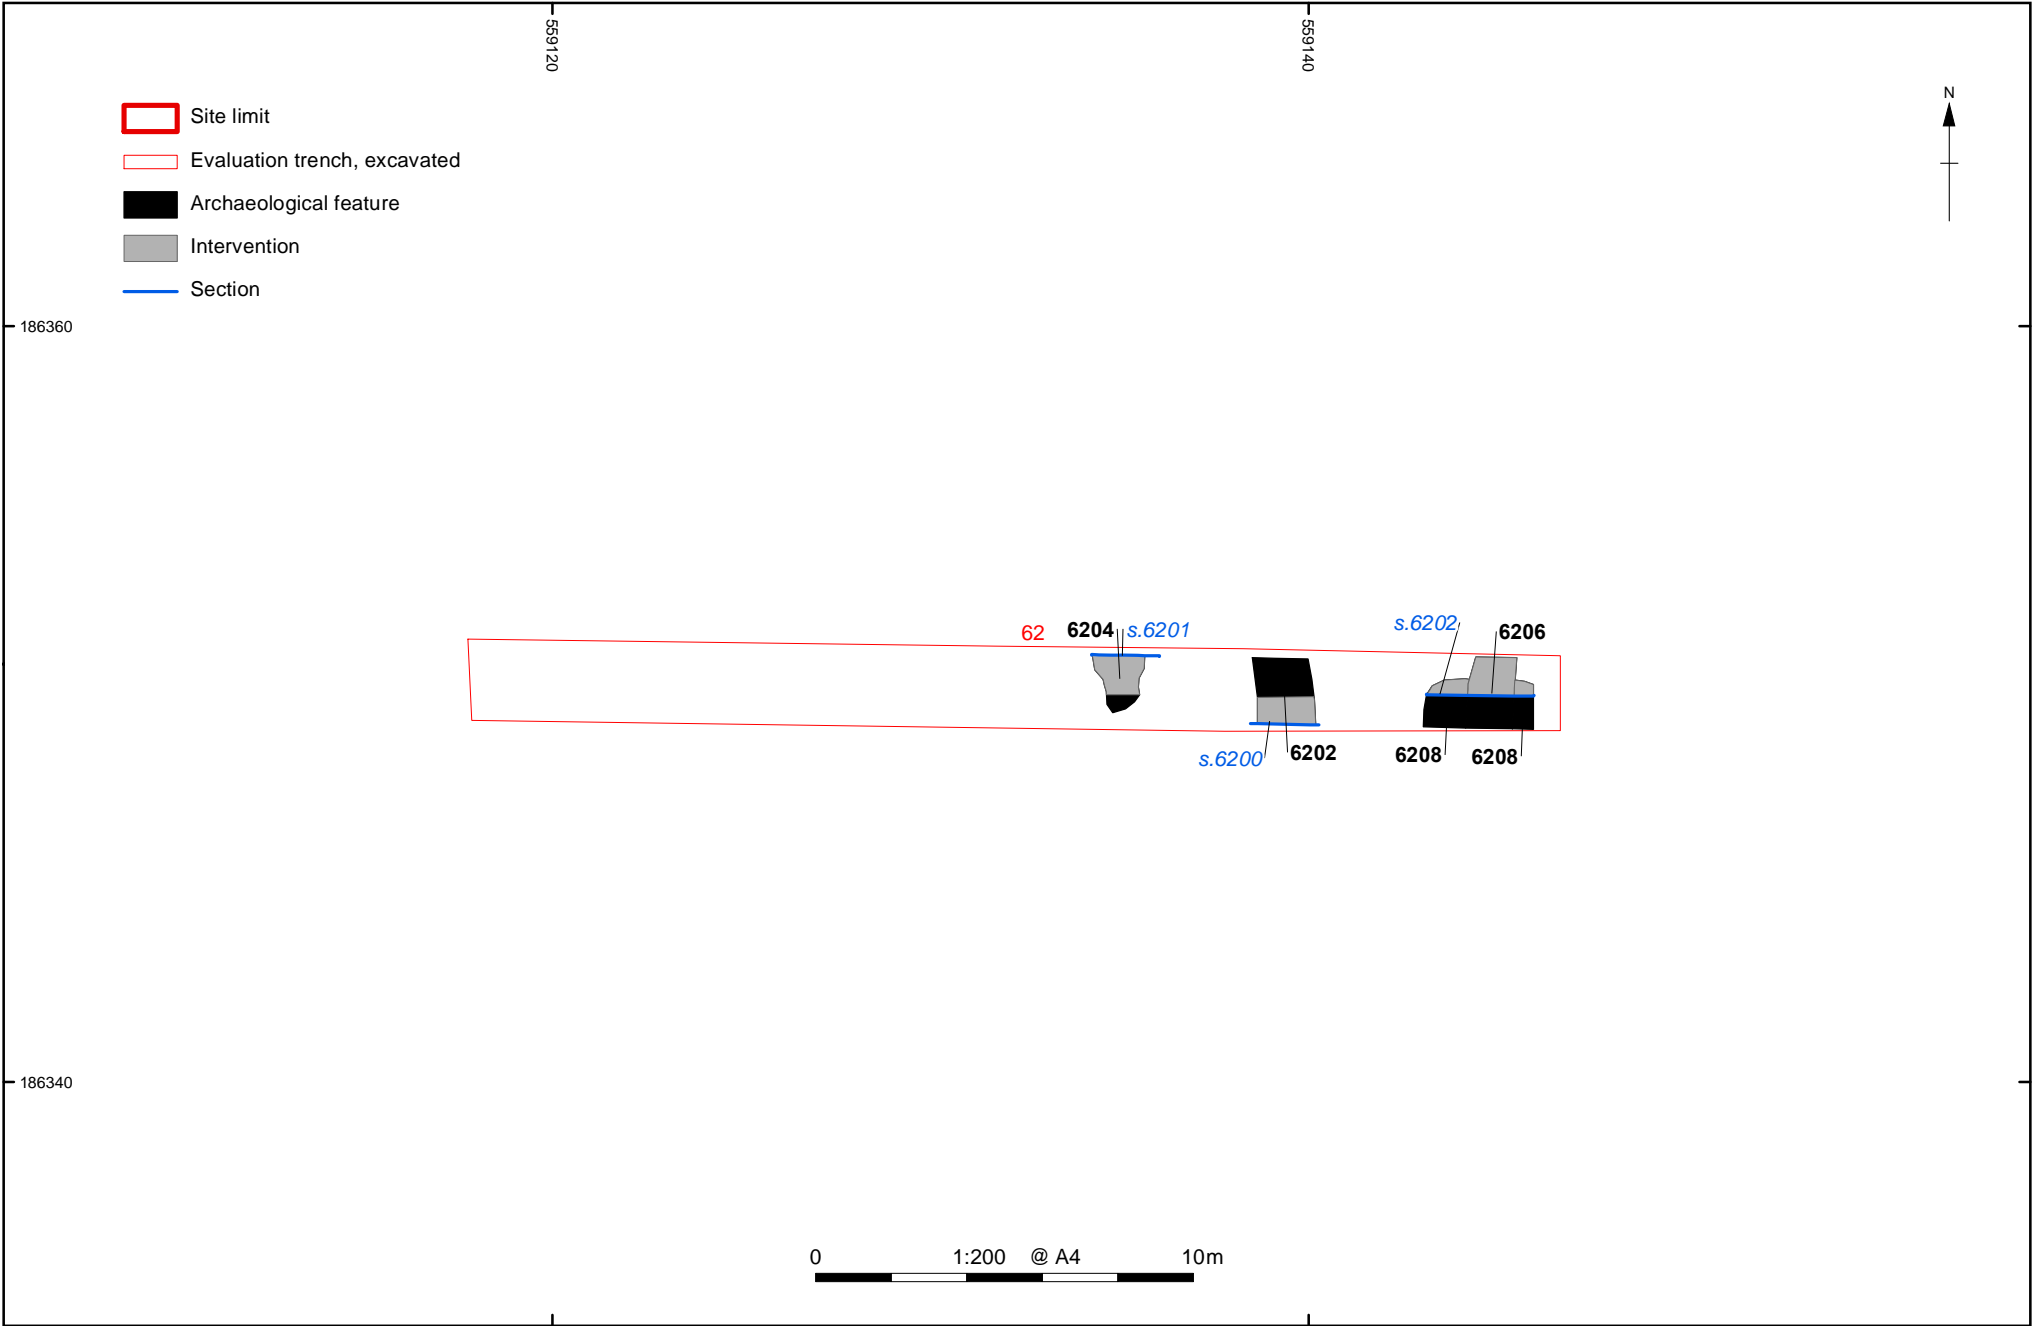 559120
559140
N
Site limit
Evaluation trench, excavated
Archaeological feature
Intervention
Section
186360
62
6204
s.6201
s.6202
6206
s.6200
6202
6208
6208
186340
0 1:200 @ A4 10m